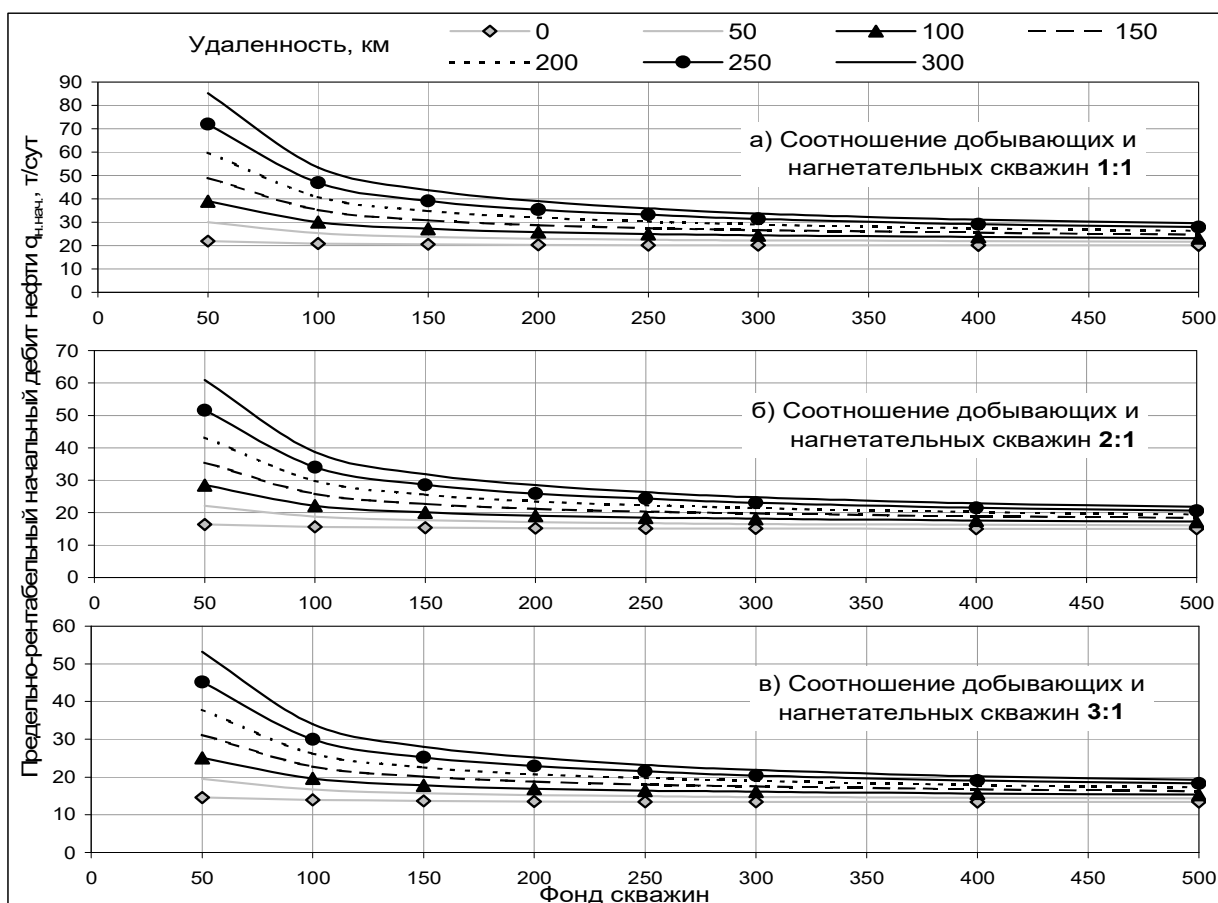 Удаленность, км
0 50 100 150
200 250 300
Предельно-рентабельный начальный дебит нефти qн.нач., т/сут
90
80
70
60
50
40
30
20
10
0
а) Соотношение добывающих и
нагнетательных скважин 1:1
0 50 100 150 200 250 300 350 400 450 500
70
60
50
40
30
20
10
0
б) Соотношение добывающих и
нагнетательных скважин 2:1
0 50 100 150 200 250 300 350 400 450 500
60
50
40
30
20
10
0
в) Соотношение добывающих и
нагнетательных скважин 3:1
0 50 100 150 200 250 300 350 400 450 500
Фонд скважин